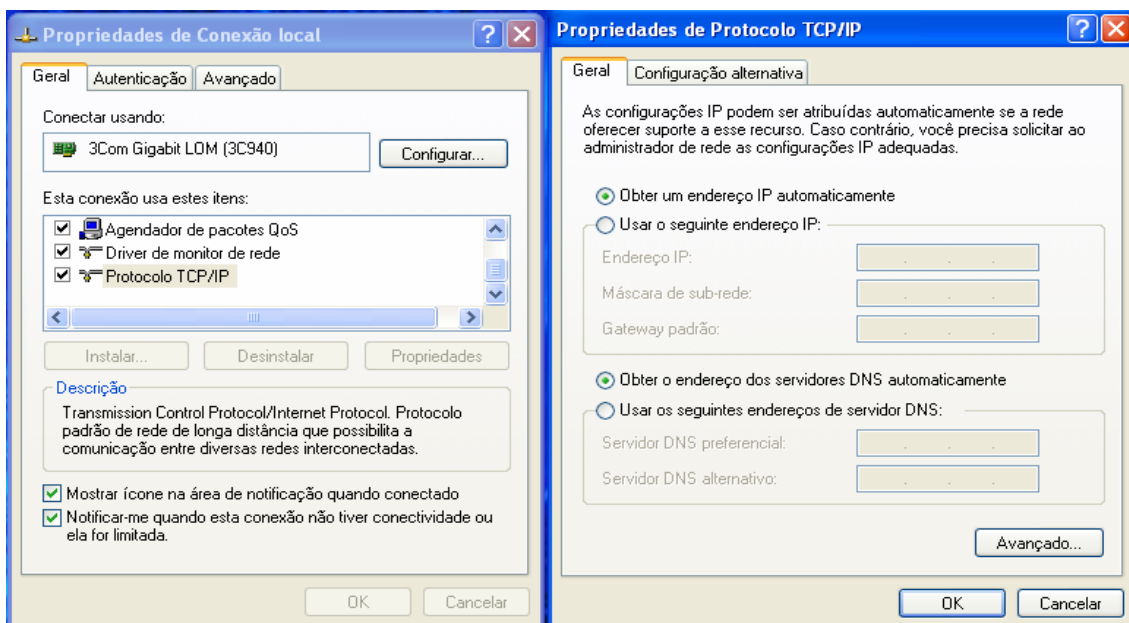 Propriedades de Conexão local
Geral
Autenticação
Avançado
Conectar usando:
3Com Gigabit LOM (3C940)
Configurar...
Esta conexão usa estes itens:
Agendador de pacotes QoS
Driver de monitor de rede
Protocolo TCP/IP
Instalar...
Desinstalar
Propriedades
Descrição
Transmission Control Protocol/Internet Protocol. Protocolo
padrão de rede de longa distância que possibilita a
comunicação entre diversas redes interconectadas.
Mostrar ícone na área de notificação quando conectado
Notificar-me quando esta conexão não tiver conectividade ou
ela for limitada.
OK
Cancelar
Propriedades de Protocolo TCP/IP
Geral
Configuração alternativa
As configurações IP podem ser atribuídas automaticamente se a rede
oferecer suporte a esse recurso. Caso contrário, você precisa solicitar ao
administrador de rede as configurações IP adequadas.
Obter um endereço IP automaticamente
Usar o seguinte endereço IP:
Endereço IP:
Máscara de sub-rede:
Gateway padrão:
Obter o endereço dos servidores DNS automaticamente
Usar os seguintes endereços de servidor DNS:
Servidor DNS preferencial:
Servidor DNS alternativo:
Avançado...
OK
Cancelar